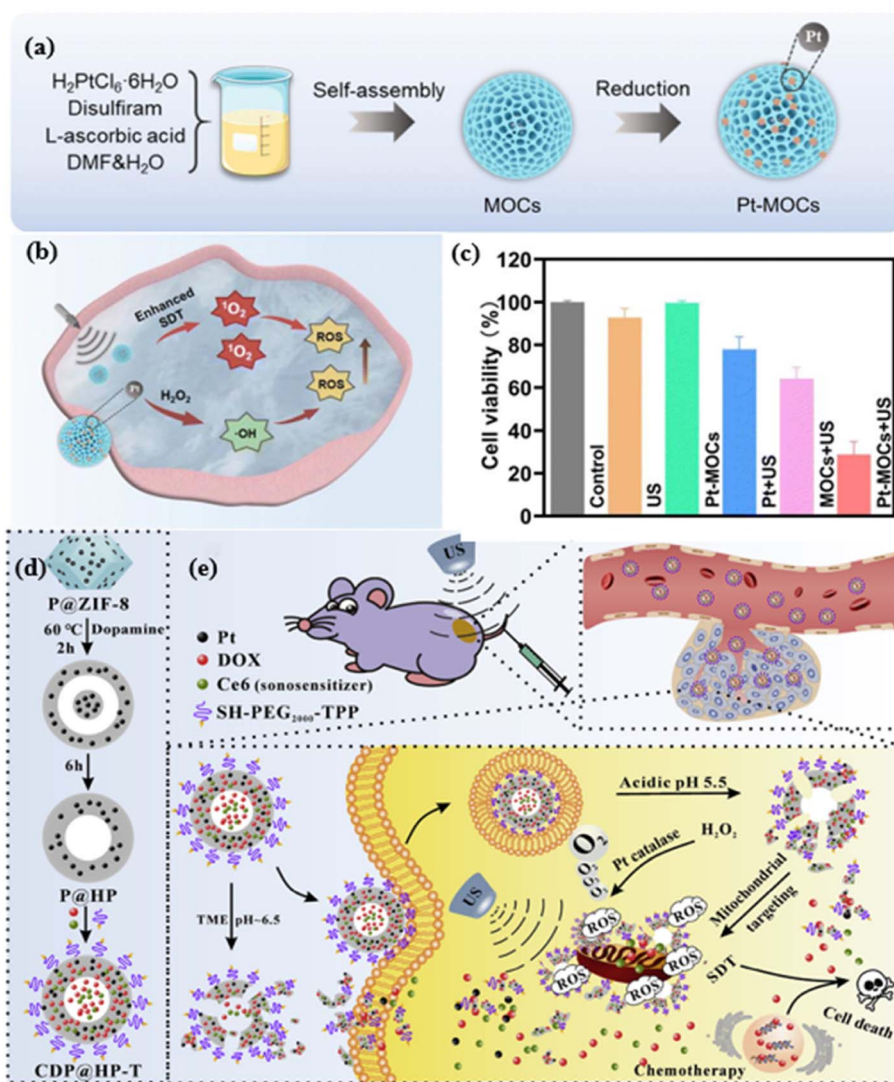 (a)
H₂PtCl₆·6H₂O
Disulfiram
L-ascorbic acid
DMF&H₂O
Self-assembly
MOCs
Reduction
Pt
Pt-MOCs
(b)
Enhanced
SDT
¹O₂
¹O₂
ROS
ROS
Pt
H₂O₂
·OH
(c)
Cell viability (%)
120
100
80
60
40
20
0
Control
US
Pt-MOCs
Pt+US
MOCs+US
Pt-MOCs+US
(d)
P@ZIF-8
60 ℃ Dopamine
2h
6h
P@HP
CDP@HP-T
(e)
US
Pt
DOX
Ce6 (sonosensitizer)
SH-PEG₂₀₀₀-TPP
TME pH~6.5
Acidic pH 5.5
O₂
O₂
O₂
O₂
Pt catalase
H₂O₂
US
Mitochondrial
targeting
ROS
ROS
ROS
ROS
ROS
SDT
Cell death
Chemotherapy